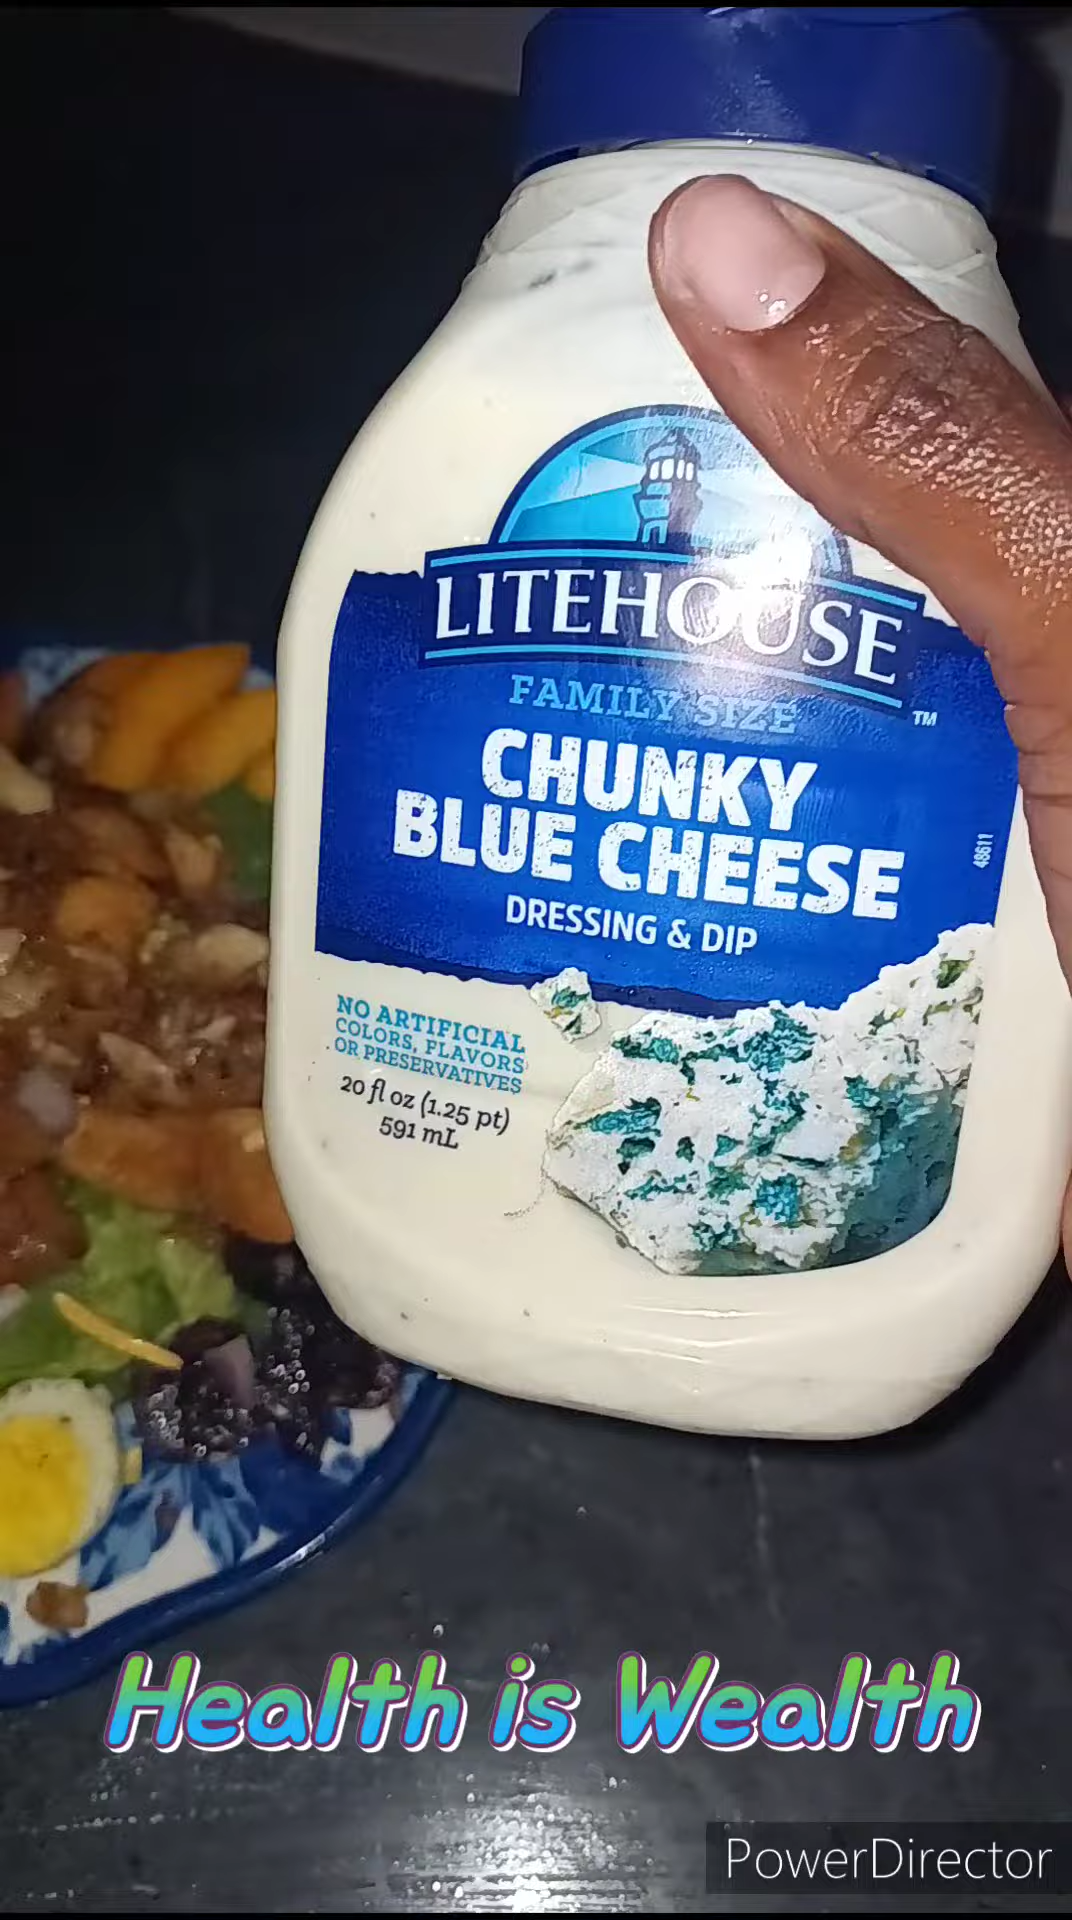 LITEHOUSE
TM
FAMILY SIZE
CHUNKY
BLUE CHEESE
DRESSING & DIP
48611
NO ARTIFICIAL
COLORS, FLAVORS
OR PRESERVATIVES
20 fl oz (1.25 pt)
591 mL
Health is Wealth
PowerDirector